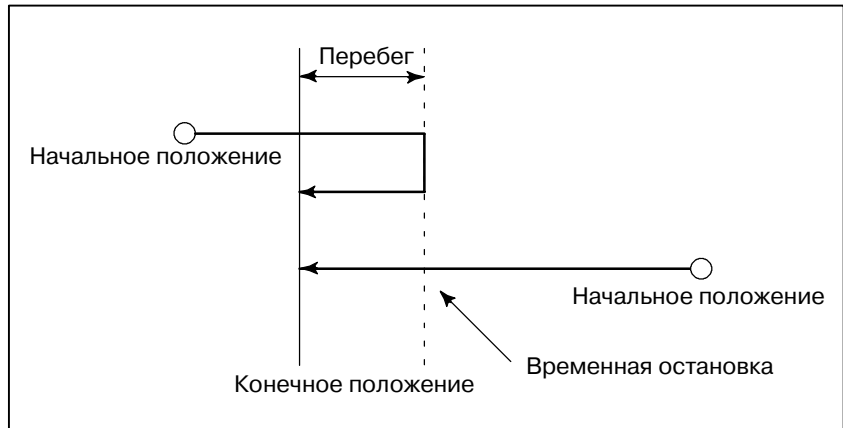 Перебег
Начальное положение
Начальное положение
Временная остановка
Конечное положение